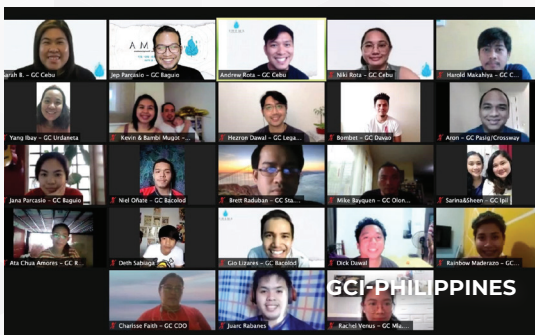 AM
Sarah B. – GC Cebu
Jep Parcasio – GC Baguio
Andrew Rota – GC Cebu
Niki Rota – GC Cebu
Harold Makahiya – GC C...
Yang Ibay – GC Urdaneta
Kevin & Bambi Mugot –...
Hezron Dawal – GC Lega...
Bombet – GC Davao
Aron – GC Pasig/Crossway
Jana Parcasio – GC Baguio
Niel Oñate – GC Bacolod
Brett Raduban – GC Sta....
Mike Bayquen – GC Olon...
Sarina&Sheen – GC Ipil
Ata Chua Amores – GC R...
Deth Sabiaga
Gio Lizares – GC Bacolod
Dick Dawal
Rainbow Maderazo – GC...
GCI-PHILIPPINES
Charisse Faith – GC CDO
Juarc Rabanes
Rachel Venus – GC Mla....